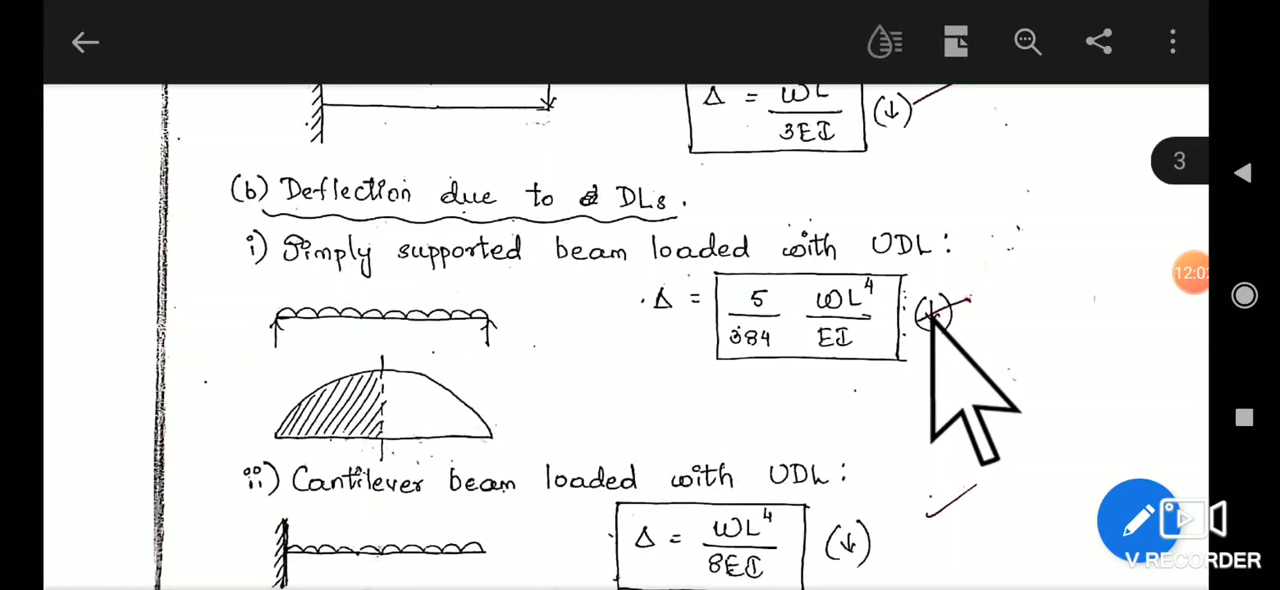 Δ = WL
3EI (↓)
3
(b) Deflection due to DLs.
i) Simply supported beam loaded with UDL:
12:02
Δ = 5/384 WL⁴/EI (↓)
ii) Cantilever beam loaded with UDL:
Δ = WL⁴/8EI (↓)
V RECORDER